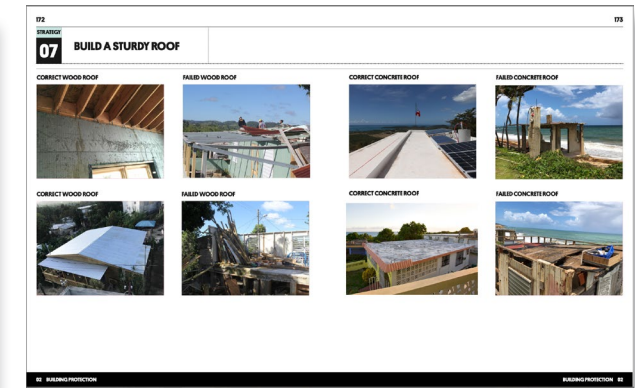 172
173
STRATEGY
07
BUILD A STURDY ROOF
CORRECT WOOD ROOF
FAILED WOOD ROOF
CORRECT CONCRETE ROOF
FAILED CONCRETE ROOF
CORRECT WOOD ROOF
FAILED WOOD ROOF
CORRECT CONCRETE ROOF
FAILED CONCRETE ROOF
02 BUILDING PROTECTION
BUILDING PROTECTION 02